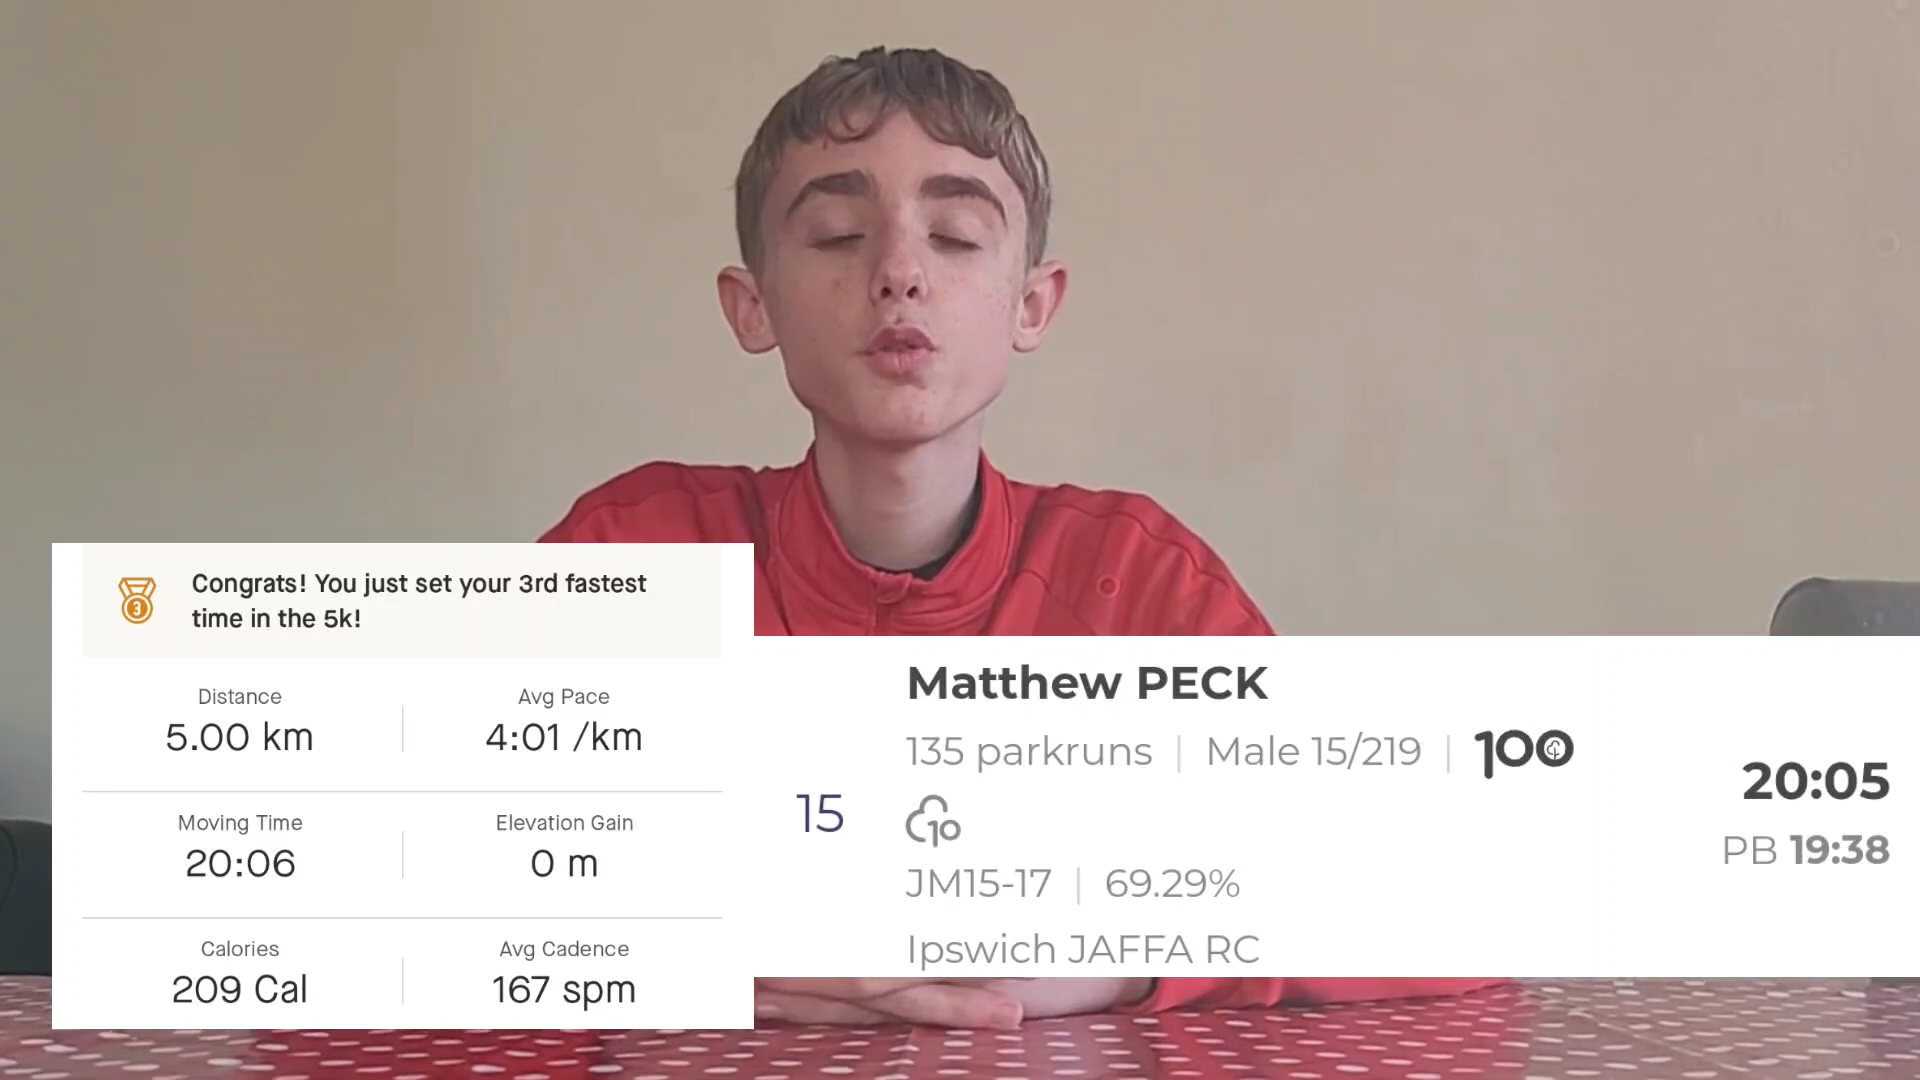 Congrats! You just set your 3rd fastest
time in the 5k!
3
Distance
5.00 km
Avg Pace
4:01 /km
Moving Time
20:06
Elevation Gain
0 m
Calories
209 Cal
Avg Cadence
167 spm
Matthew PECK
135 parkruns | Male 15/219 | 100
15
10
JM15-17 | 69.29%
Ipswich JAFFA RC
20:05
PB 19:38